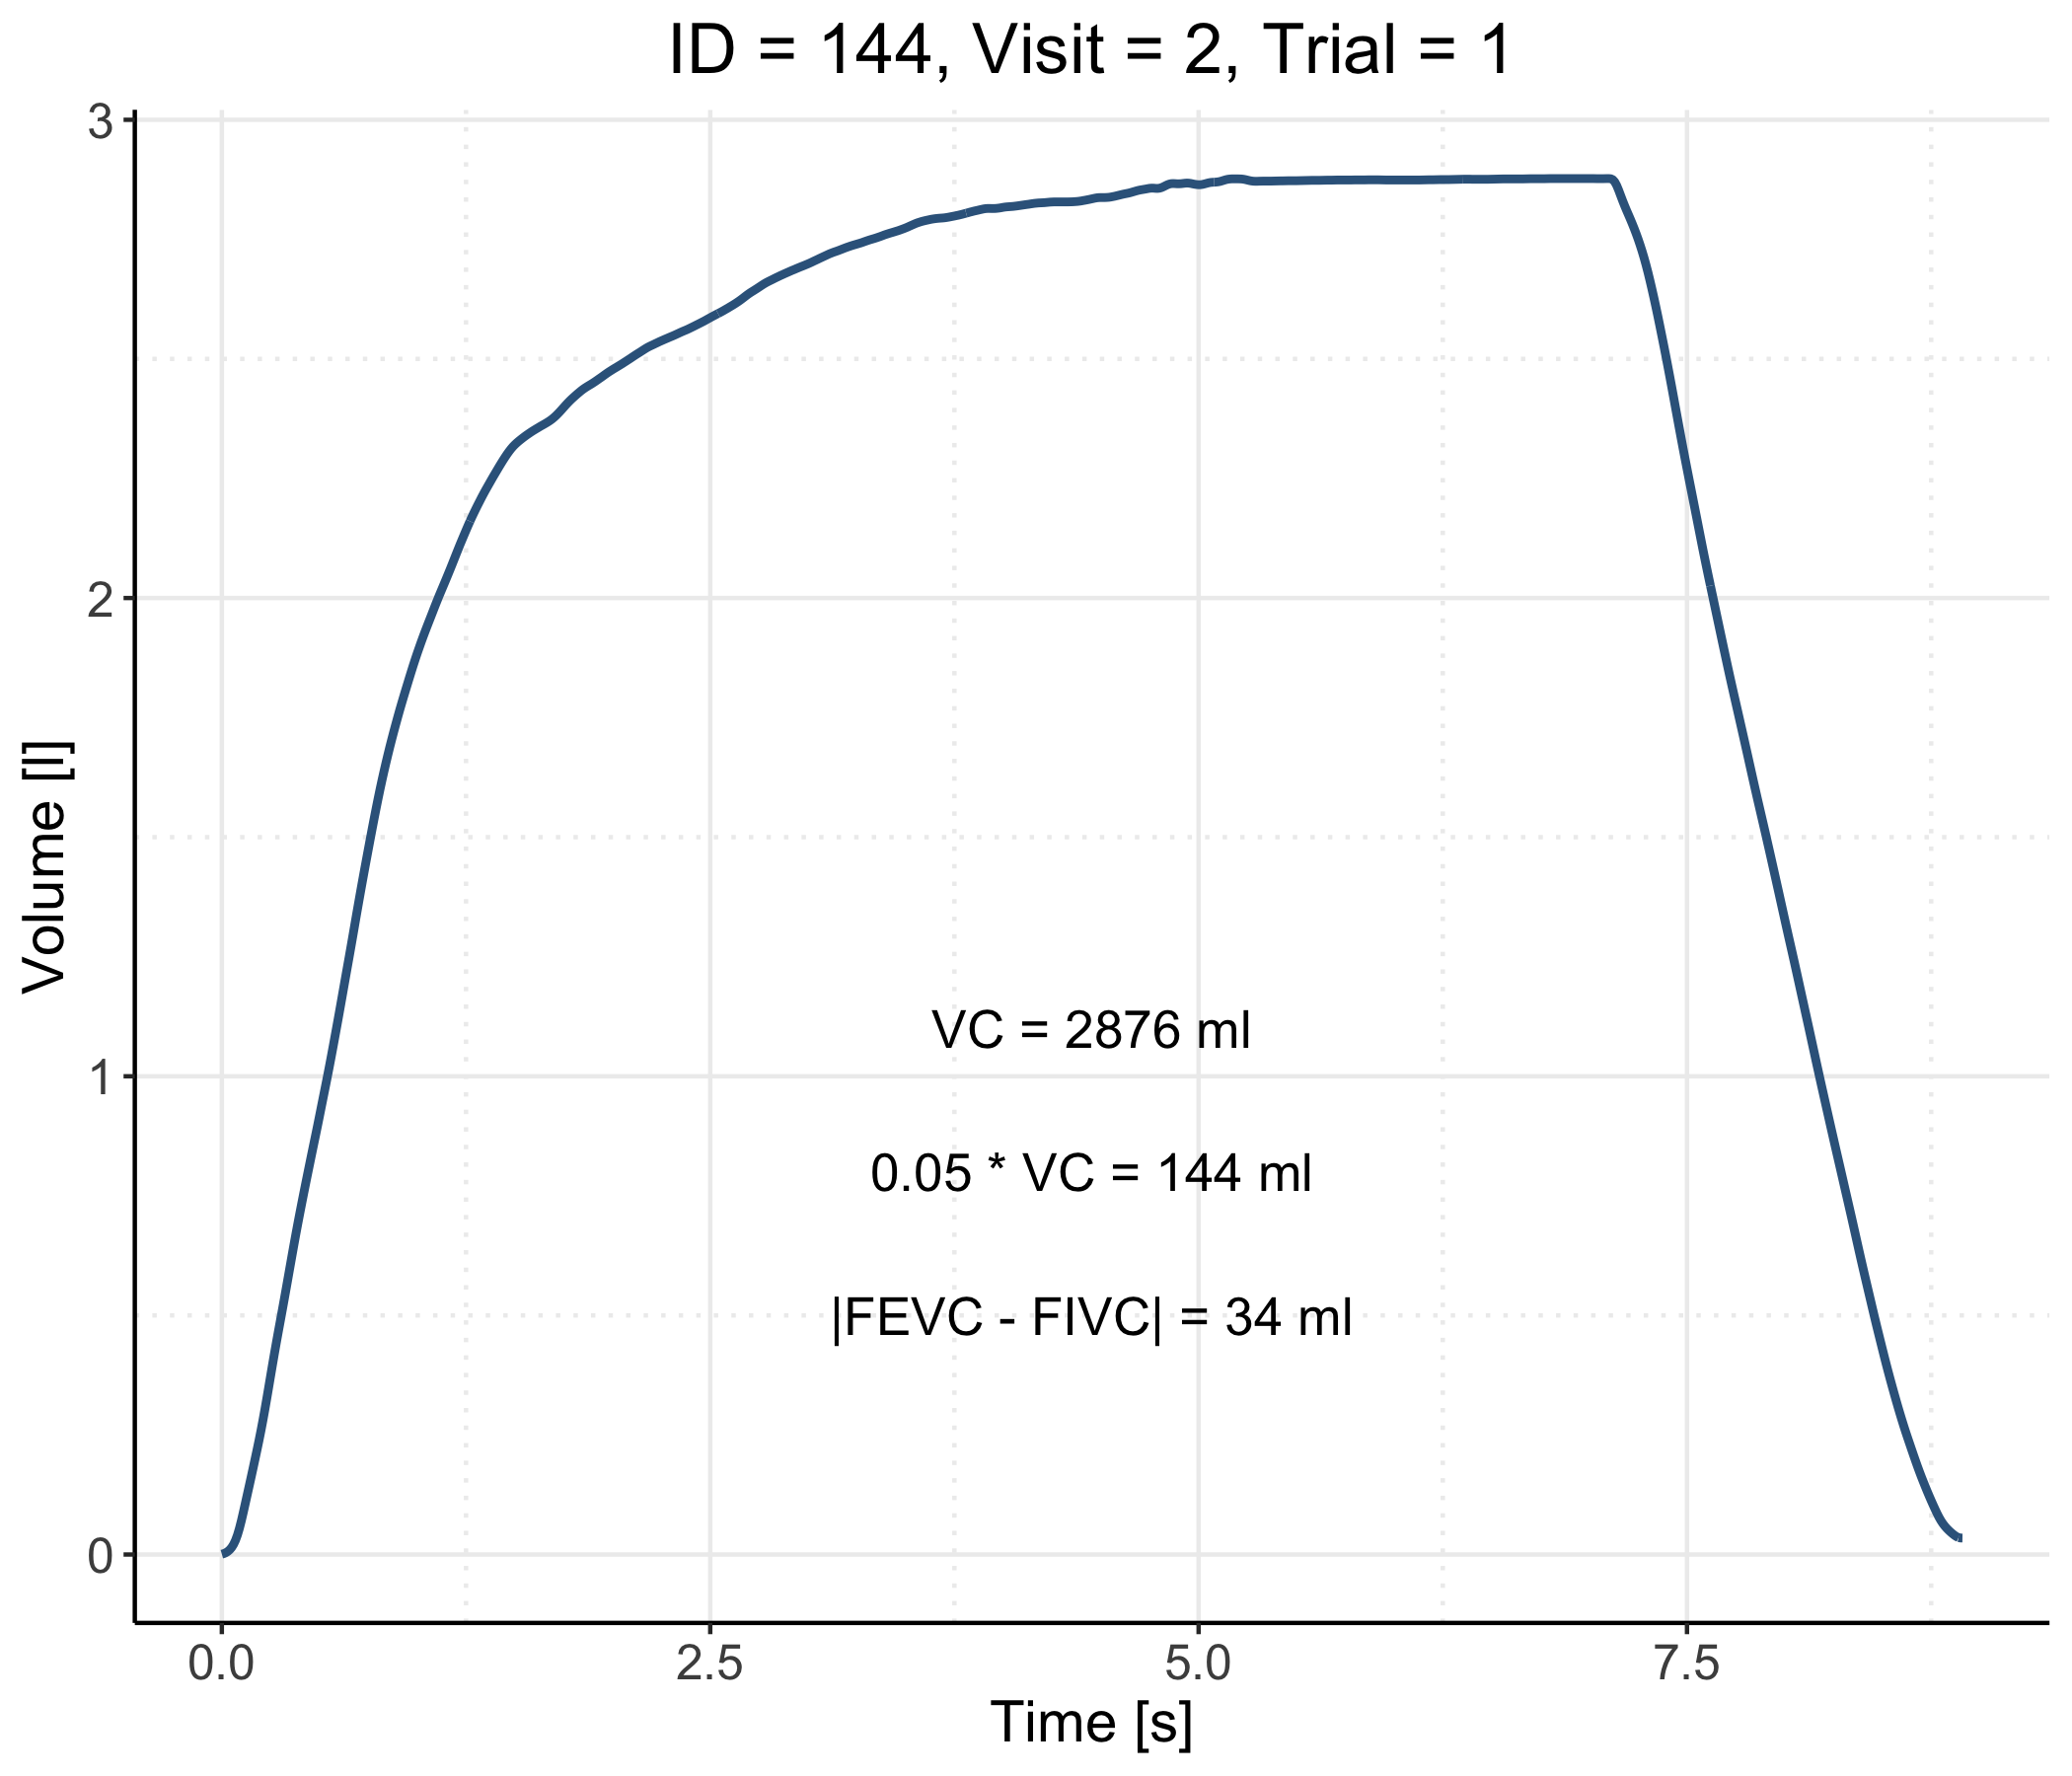 ID = 144, Visit = 2, Trial = 1
3
2
1
0
Volume [l]
VC = 2876 ml
0.05 * VC = 144 ml
|FEVC - FIVC| = 34 ml
0.0 2.5 5.0 7.5
Time [s]